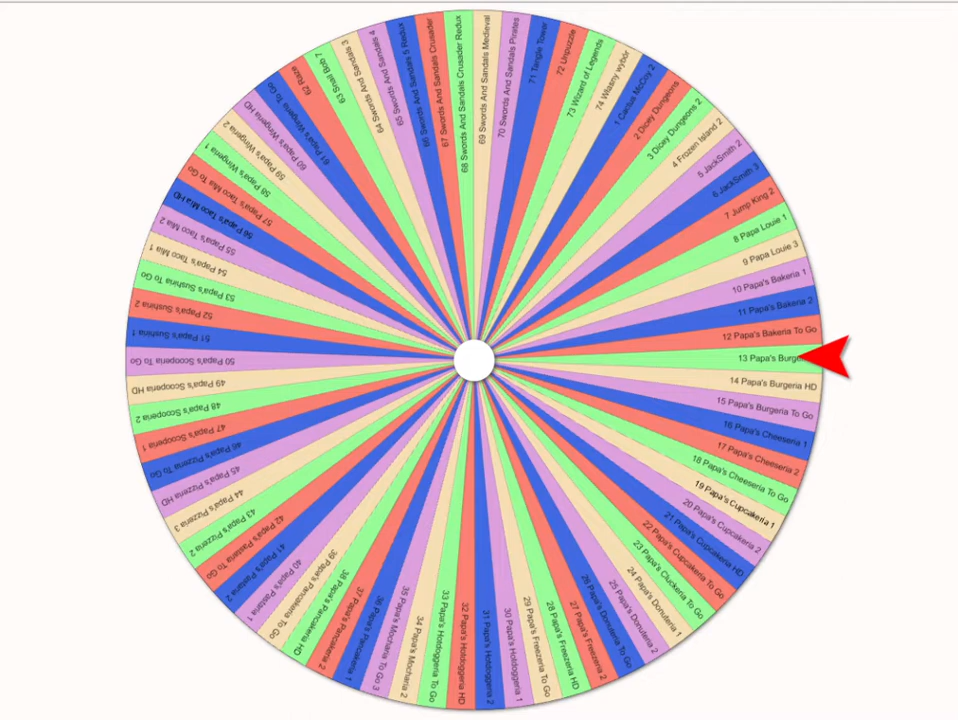 1 Cactus McCoy 2
2 Dicey Dungeons
3 Dicey Dungeons 2
4 Frozen Island 2
5 JackSmith 2
6 JackSmith 3
7 Jump King 2
8 Papa Louie 1
9 Papa Louie 3
10 Papa's Bakeria 1
11 Papa's Bakeria 2
12 Papa's Bakeria To Go
13 Papa's
14 Papa's Burgeria HD
15 Papa's Burgeria To Go
16 Papa's Cheeseria 1
17 Papa's Cheeseria 2
18 Papa's Cheeseria To Go
19 Papa's Cupcakeria 1
20 Papa's Cupcakeria 2
21 Papa's Cupcakeria HD
22 Papa's Cupcakeria To Go
23 Papa's Cluckeria To Go
24 Papa's Donuteria 1
25 Papa's Donuteria 2
26 Papa's Donuteria To Go
27 Papa's Freezeria 2
28 Papa's Freezeria HD
29 Papa's Freezeria To Go
30 Papa's Hotdoggeria 1
31 Papa's Hotdoggeria 2
32 Papa's Hotdoggeria HD
33 Papa's Hotdoggeria To Go
34 Papa's Mocharia 2
35 Papa's Mocharia To Go 3
36 Papa's Pancakeria 1
37 Papa's Pancakeria 2
38 Papa's Pancakeria HD
39 Papa's Pancakeria To Go
40 Papa's Pastaria 1
41 Papa's Pastaria 2
42 Papa's Pastaria To Go
43 Papa's Pizzeria 2
44 Papa's Pizzeria 3
45 Papa's Pizzeria HD
46 Papa's Pizzeria To Go
47 Papa's Scooperia 1
48 Papa's Scooperia 2
49 Papa's Scooperia HD
50 Papa's Scooperia To Go
51 Papa's Sushiria 1
52 Papa's Sushiria 2
53 Papa's Sushiria To Go
54 Papa's Taco Mia 1
55 Papa's Taco Mia 2
56 Papa's Taco Mia HD
57 Papa's Taco Mia To Go
58 Papa's Wingeria 1
59 Papa's Wingeria 2
60 Papa's Wingeria HD
61 Papa's Wingeria To Go
62 Raze
63 Snail Bob 7
64 Swords And Sandals 3
65 Swords And Sandals 4
66 Swords And Sandals 5 Redux
67 Swords And Sandals Crusader
68 Swords And Sandals Crusader Redux
69 Swords And Sandals Medieval
70 Swords And Sandals Pirates
71 Tangle Tower
72 Unpuzzle
73 Wizard of Legends
74 Własny wybór